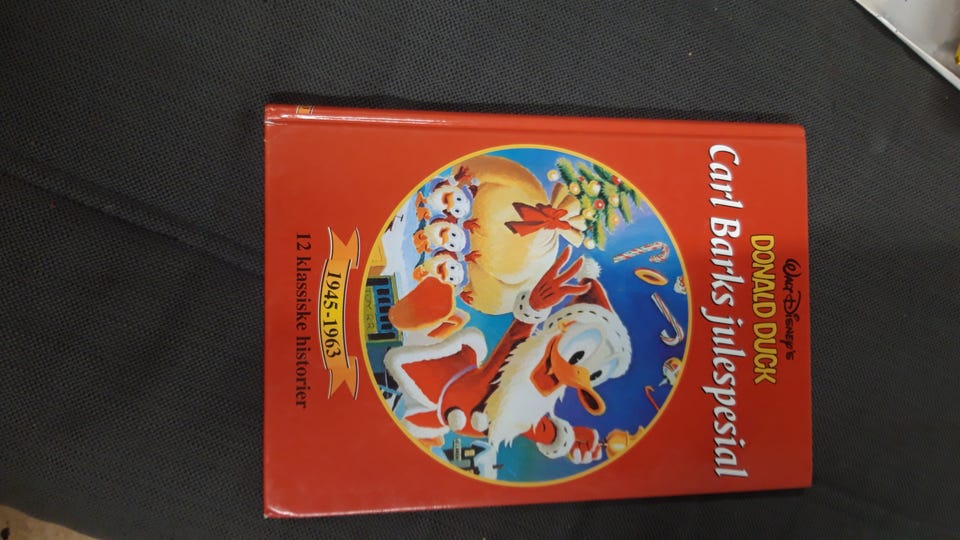 Walt Disney's
DONALD DUCK
Carl Barks julespesial
1945-1963
12 klassiske historier